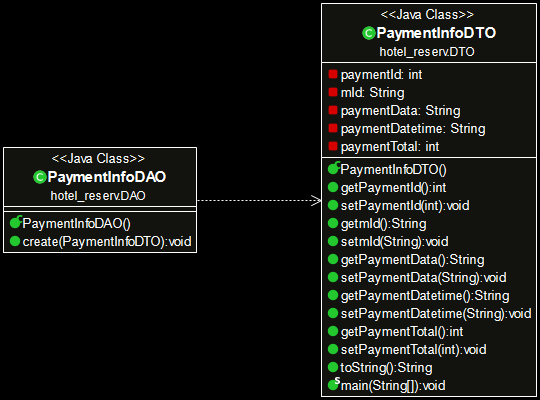 <<Java Class>>
PaymentInfoDAO
hotel_reserv.DAO
PaymentInfoDAO()
create(PaymentInfoDTO):void
<<Java Class>>
PaymentInfoDTO
hotel_reserv.DTO
paymentId: int
mId: String
paymentData: String
paymentDatetime: String
paymentTotal: int
PaymentInfoDTO()
getPaymentId():int
setPaymentId(int):void
getmId():String
setmId(String):void
getPaymentData():String
setPaymentData(String):void
getPaymentDatetime():String
setPaymentDatetime(String):void
getPaymentTotal():int
setPaymentTotal(int):void
toString():String
main(String[]):void